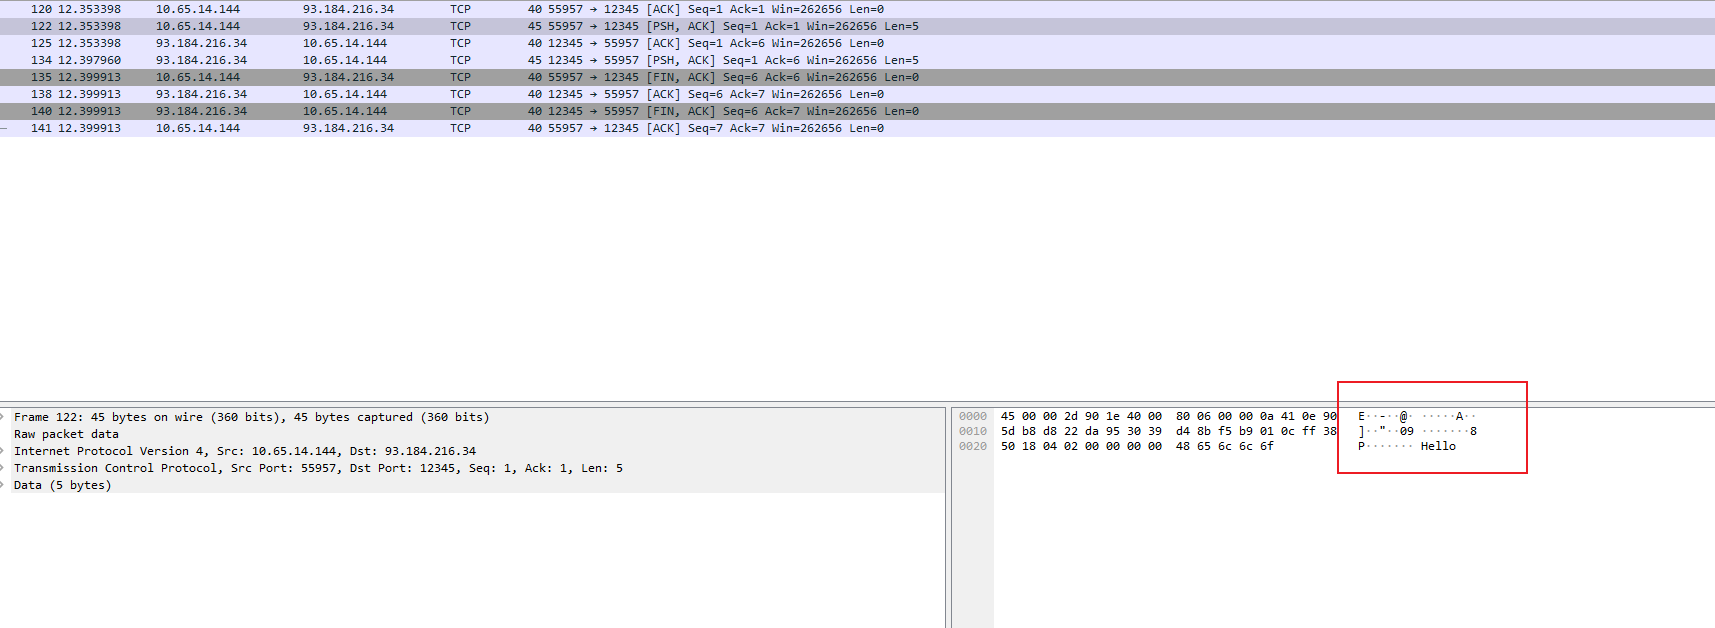 120 12.353398 10.65.14.144 93.184.216.34 TCP 40 55957 → 12345 [ACK] Seq=1 Ack=1 Win=262656 Len=0
122 12.353398 10.65.14.144 93.184.216.34 TCP 45 55957 → 12345 [PSH, ACK] Seq=1 Ack=1 Win=262656 Len=5
125 12.353398 93.184.216.34 10.65.14.144 TCP 40 12345 → 55957 [ACK] Seq=1 Ack=6 Win=262656 Len=0
134 12.397960 93.184.216.34 10.65.14.144 TCP 45 12345 → 55957 [PSH, ACK] Seq=1 Ack=6 Win=262656 Len=5
135 12.399913 10.65.14.144 93.184.216.34 TCP 40 55957 → 12345 [FIN, ACK] Seq=6 Ack=6 Win=262656 Len=0
138 12.399913 93.184.216.34 10.65.14.144 TCP 40 12345 → 55957 [ACK] Seq=6 Ack=7 Win=262656 Len=0
140 12.399913 93.184.216.34 10.65.14.144 TCP 40 12345 → 55957 [FIN, ACK] Seq=6 Ack=7 Win=262656 Len=0
141 12.399913 10.65.14.144 93.184.216.34 TCP 40 55957 → 12345 [ACK] Seq=7 Ack=7 Win=262656 Len=0
Frame 122: 45 bytes on wire (360 bits), 45 bytes captured (360 bits)
Raw packet data
Internet Protocol Version 4, Src: 10.65.14.144, Dst: 93.184.216.34
Transmission Control Protocol, Src Port: 55957, Dst Port: 12345, Seq: 1, Ack: 1, Len: 5
Data (5 bytes)
0000 45 00 00 2d 90 1e 40 00 80 06 00 00 0a 41 0e 90 E··-··@· ·····A··
0010 5d b8 d8 22 da 95 30 39 d4 8b f5 b9 01 0c ff 38 ]··"··09 ·······8
0020 50 18 04 02 00 00 00 00 48 65 6c 6c 6f P······· Hello